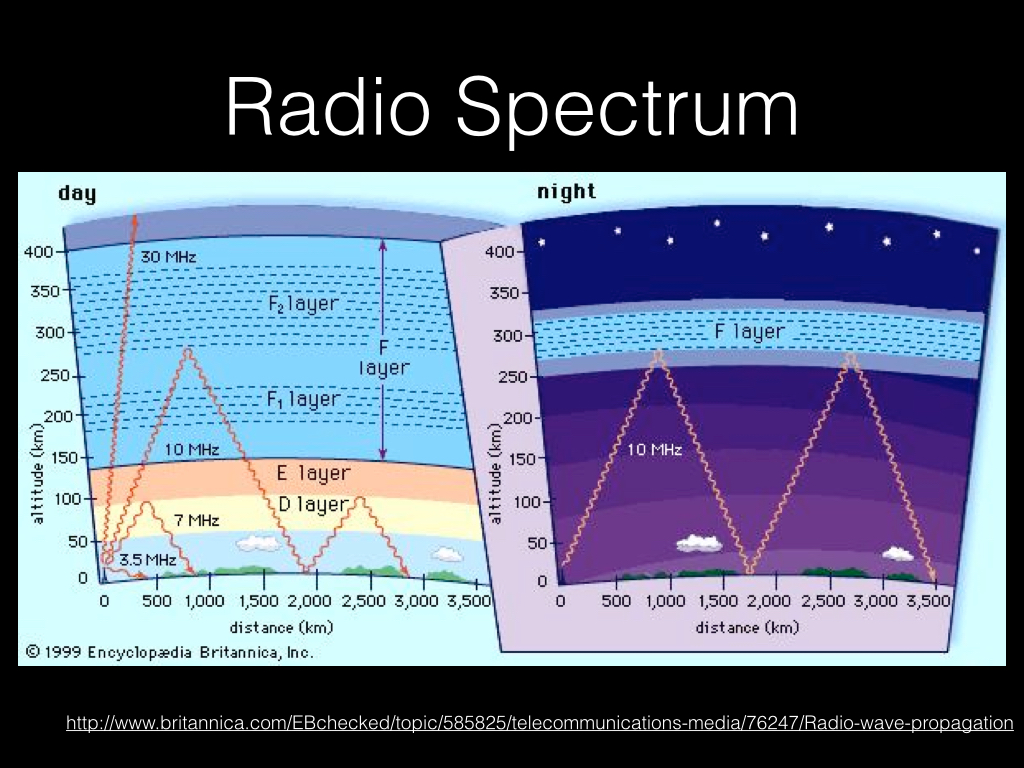 Radio Spectrum
day
400
350
300
250
200
150
100
50
0
altitude (km)
30 MHz
F₂ layer
F
layer
F₁ layer
10 MHz
E layer
D layer
7 MHz
3.5 MHz
0 500 1,000 1,500 2,000 2,500 3,000 3,500
distance (km)
© 1999 Encyclopædia Britannica, Inc.
night
400
350
300
250
200
150
100
50
0
altitude (km)
F layer
10 MHz
0 500 1,000 1,500 2,000 2,500 3,000 3,500
distance (km)
http://www.britannica.com/EBchecked/topic/585825/telecommunications-media/76247/Radio-wave-propagation